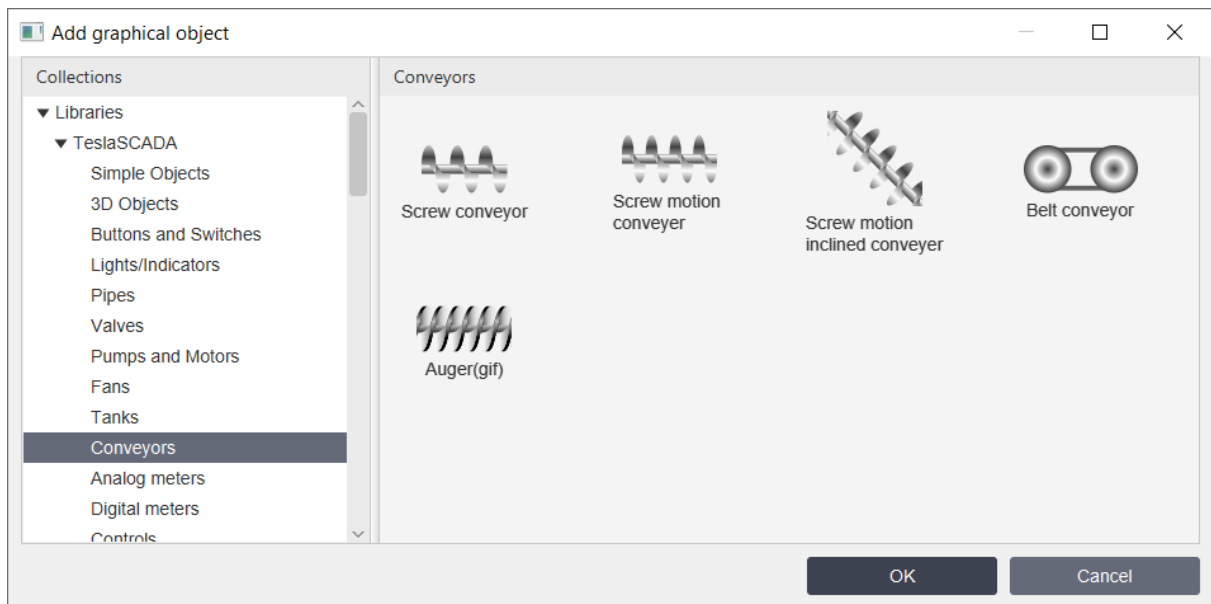 Add graphical object
Collections
Libraries
TeslaSCADA
Simple Objects
3D Objects
Buttons and Switches
Lights/Indicators
Pipes
Valves
Pumps and Motors
Fans
Tanks
Conveyors
Analog meters
Digital meters
Controls
Conveyors
Screw conveyor
Screw motion
conveyer
Screw motion
inclined conveyer
Belt conveyor
Auger(gif)
OK
Cancel